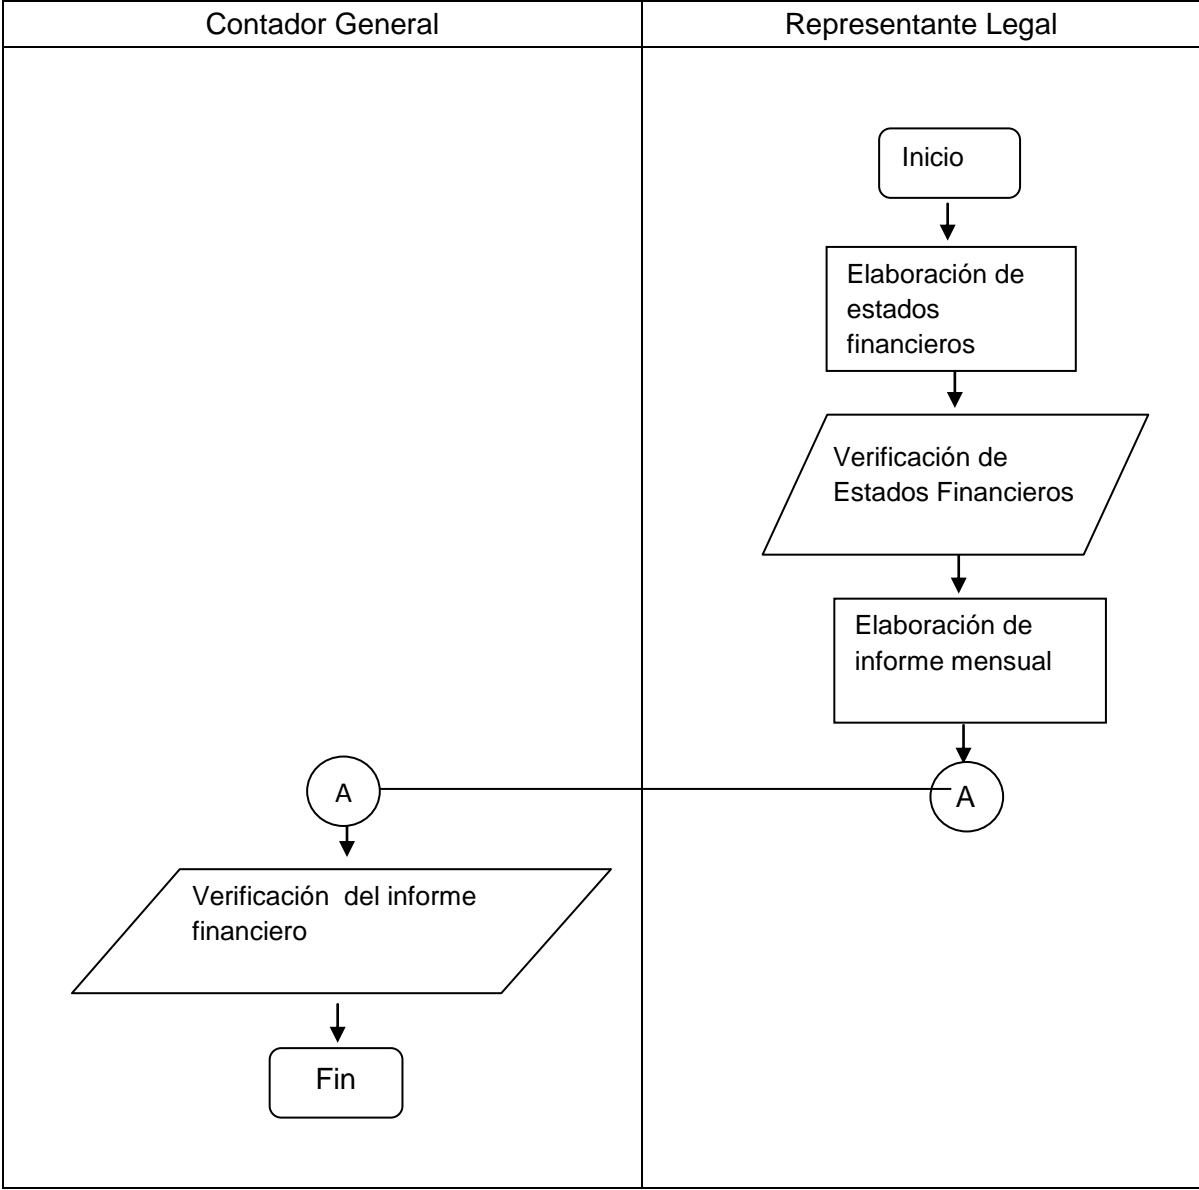 Contador General
Representante Legal
Inicio
Elaboración de
estados
financieros
Verificación de
Estados Financieros
Elaboración de
informe mensual
A
A
Verificación  del informe
financiero
Fin